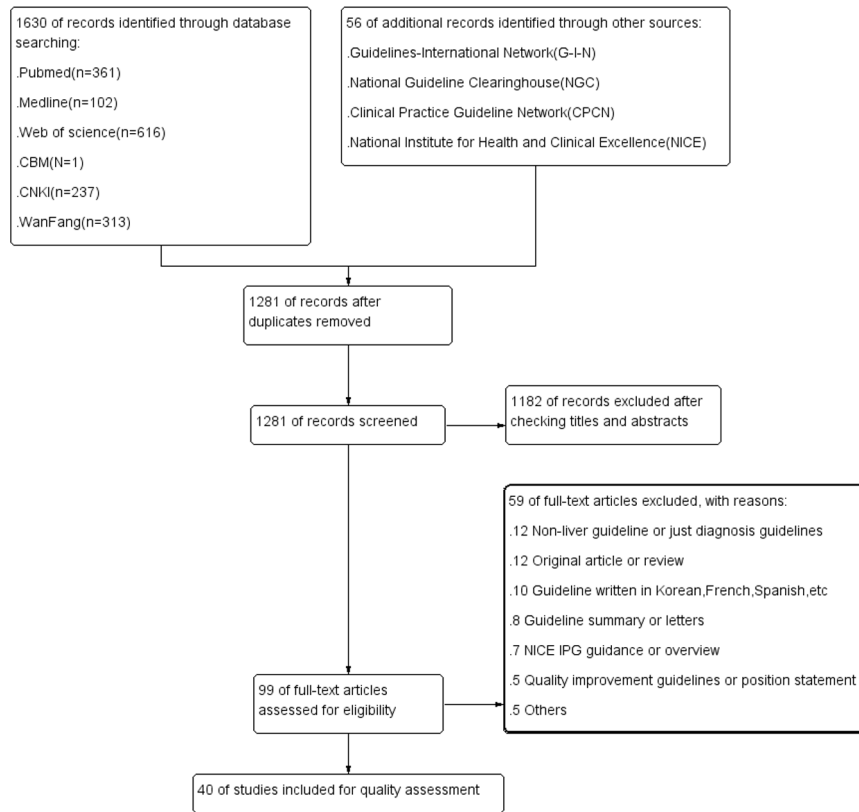 1630 of records identified through database
searching:
.Pubmed(n=361)
.Medline(n=102)
.Web of science(n=616)
.CBM(N=1)
.CNKI(n=237)
.WanFang(n=313)
56 of additional records identified through other sources
.Guidelines-International Network(G-I-N)
.National Guideline Clearinghouse(NGC)
.Clinical Practice Guideline Network(CPCN)
.National Institute for Health and Clinical Excellence(NICE)
1281 of records after
duplicates removed
1281 of records screened
1182 of records excluded after
checking titles and abstracts
59 of full-text articles excluded, with reasons:
.12 Non-liver guideline or just diagnosis guidelines
.12 Original article or review
.10 Guideline written in Korean,French,Spanish,etc
.8 Guideline summary or letters
.7 NICE IPG guidance or overview
.5 Quality improvement guidelines or position statement
.5 Others
99 of full-text articles
assessed for eligibility
40 of studies included for quality assessment